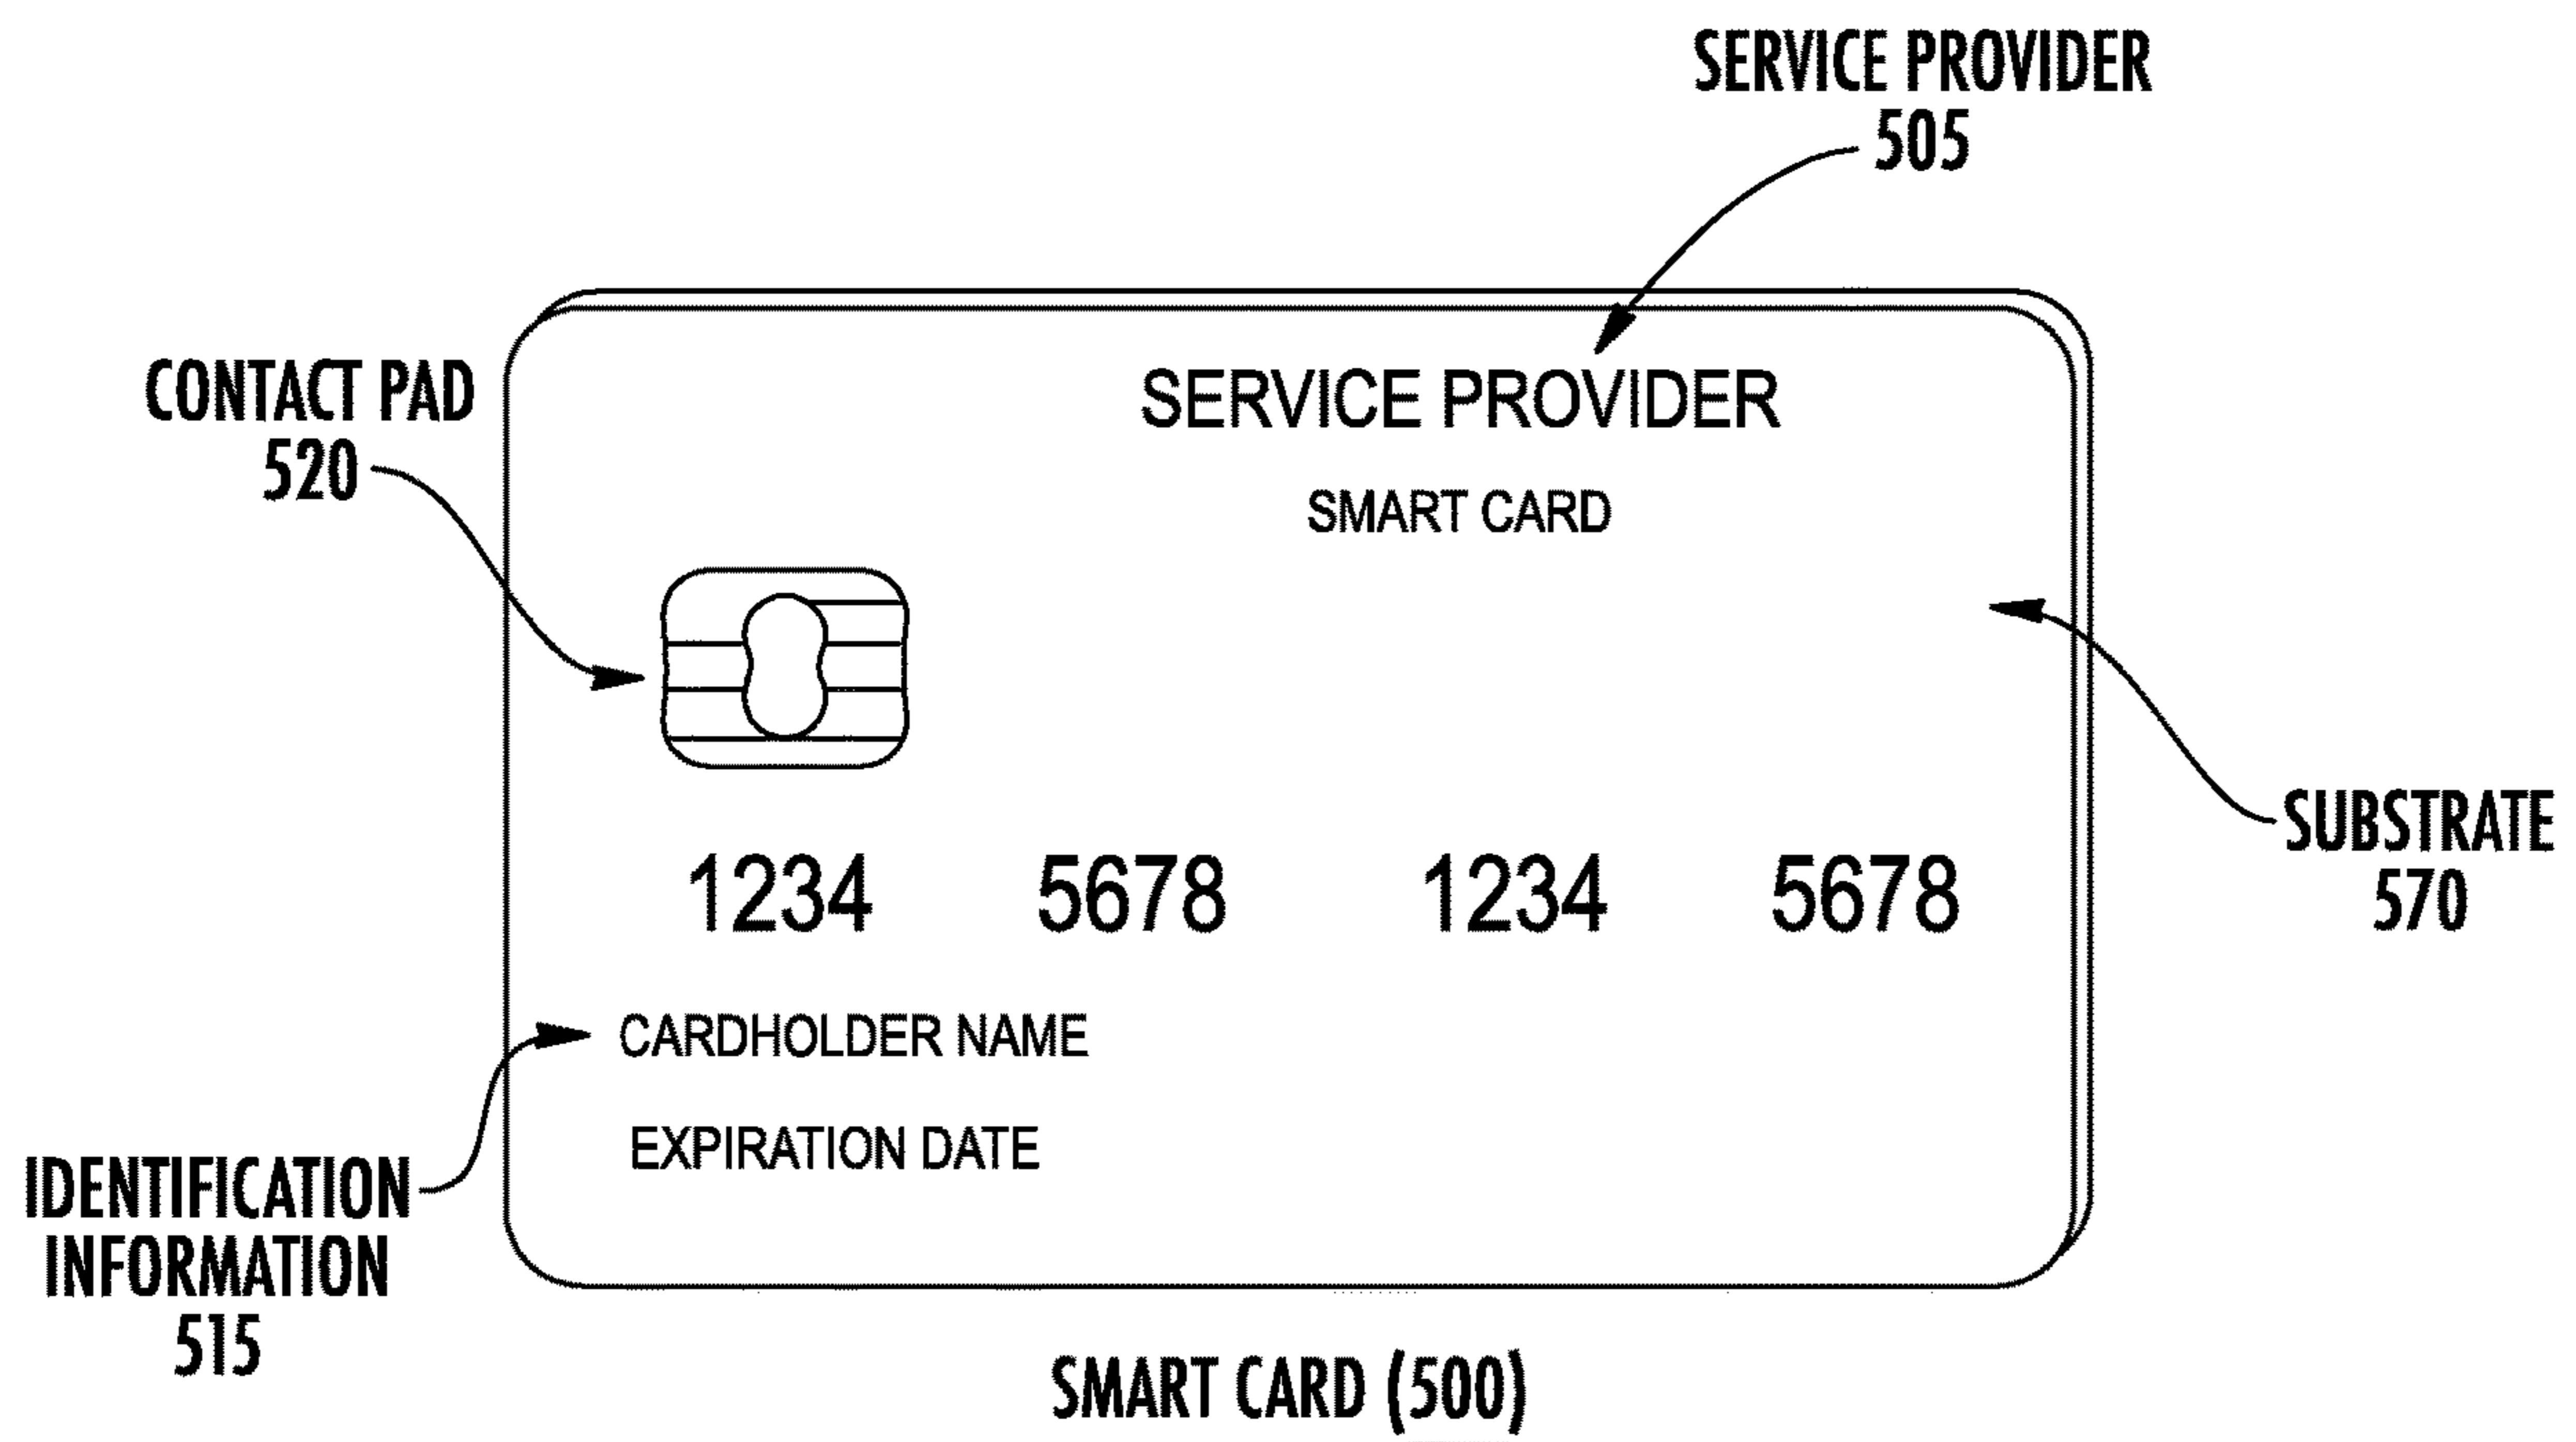 SERVICE PROVIDER
505
CONTACT PAD
520
SERVICE PROVIDER
SMART CARD
SUBSTRATE
570
1234 5678 1234 5678
CARDHOLDER NAME
EXPIRATION DATE
IDENTIFICATION
INFORMATION
515
SMART CARD (500)